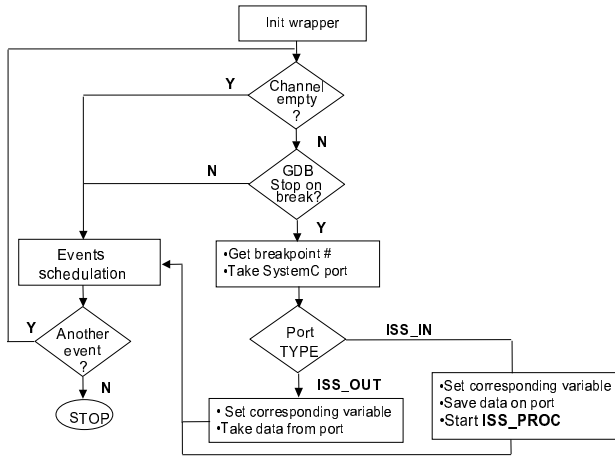 Init wrapper
Channel
empty
?
Y
N
GDB
Stop on
break?
N
Y
Events
schedulation
•Get breakpoint #
•Take SystemC port
Another
event
?
Y
N
STOP
Port
TYPE
ISS_IN
ISS_OUT
• Set corresponding variable
•Take data from port
•Set corresponding variable
•Save data on port
•Start ISS_PROC